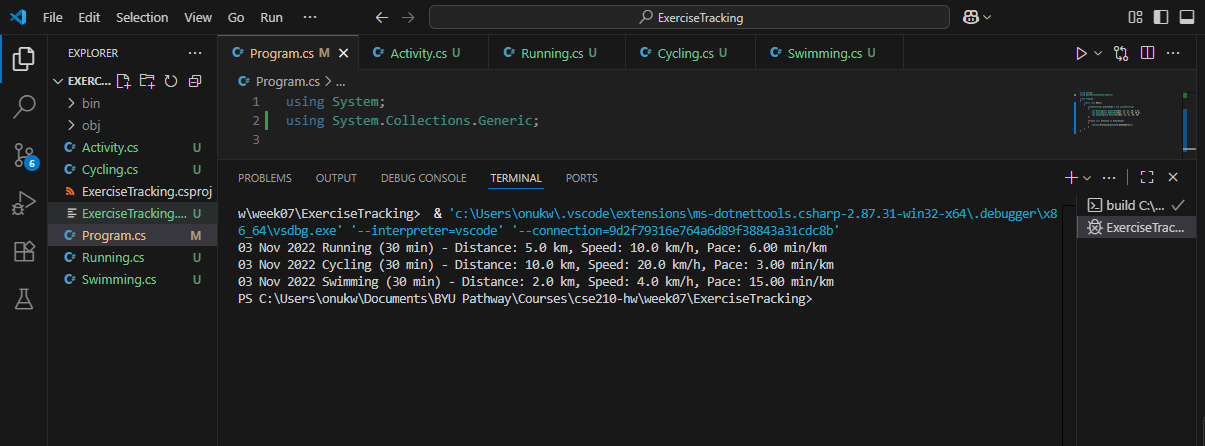 File Edit Selection View Go Run ··· ExerciseTracking
EXPLORER ···
EXERC...
bin
obj
Activity.cs U
Cycling.cs U
ExerciseTracking.csproj
ExerciseTracking.... U
Program.cs M
Running.cs U
Swimming.cs U
6
Program.cs M Activity.cs U Running.cs U Cycling.cs U Swimming.cs U ···
Program.cs > ...
1 using System;
2 using System.Collections.Generic;
3
PROBLEMS OUTPUT DEBUG CONSOLE TERMINAL PORTS ···
w\week07\ExerciseTracking> & 'c:\Users\onukw\.vscode\extensions\ms-dotnettools.csharp-2.87.31-win32-x64\.debugger\x8
6_64\vsdbg.exe' '--interpreter=vscode' '--connection=9d2f79316e764a6d89f38843a31cdc8b'
03 Nov 2022 Running (30 min) - Distance: 5.0 km, Speed: 10.0 km/h, Pace: 6.00 min/km
03 Nov 2022 Cycling (30 min) - Distance: 10.0 km, Speed: 20.0 km/h, Pace: 3.00 min/km
03 Nov 2022 Swimming (30 min) - Distance: 2.0 km, Speed: 4.0 km/h, Pace: 15.00 min/km
PS C:\Users\onukw\Documents\BYU Pathway\Courses\cse210-hw\week07\ExerciseTracking>
build C:\...
ExerciseTrac...